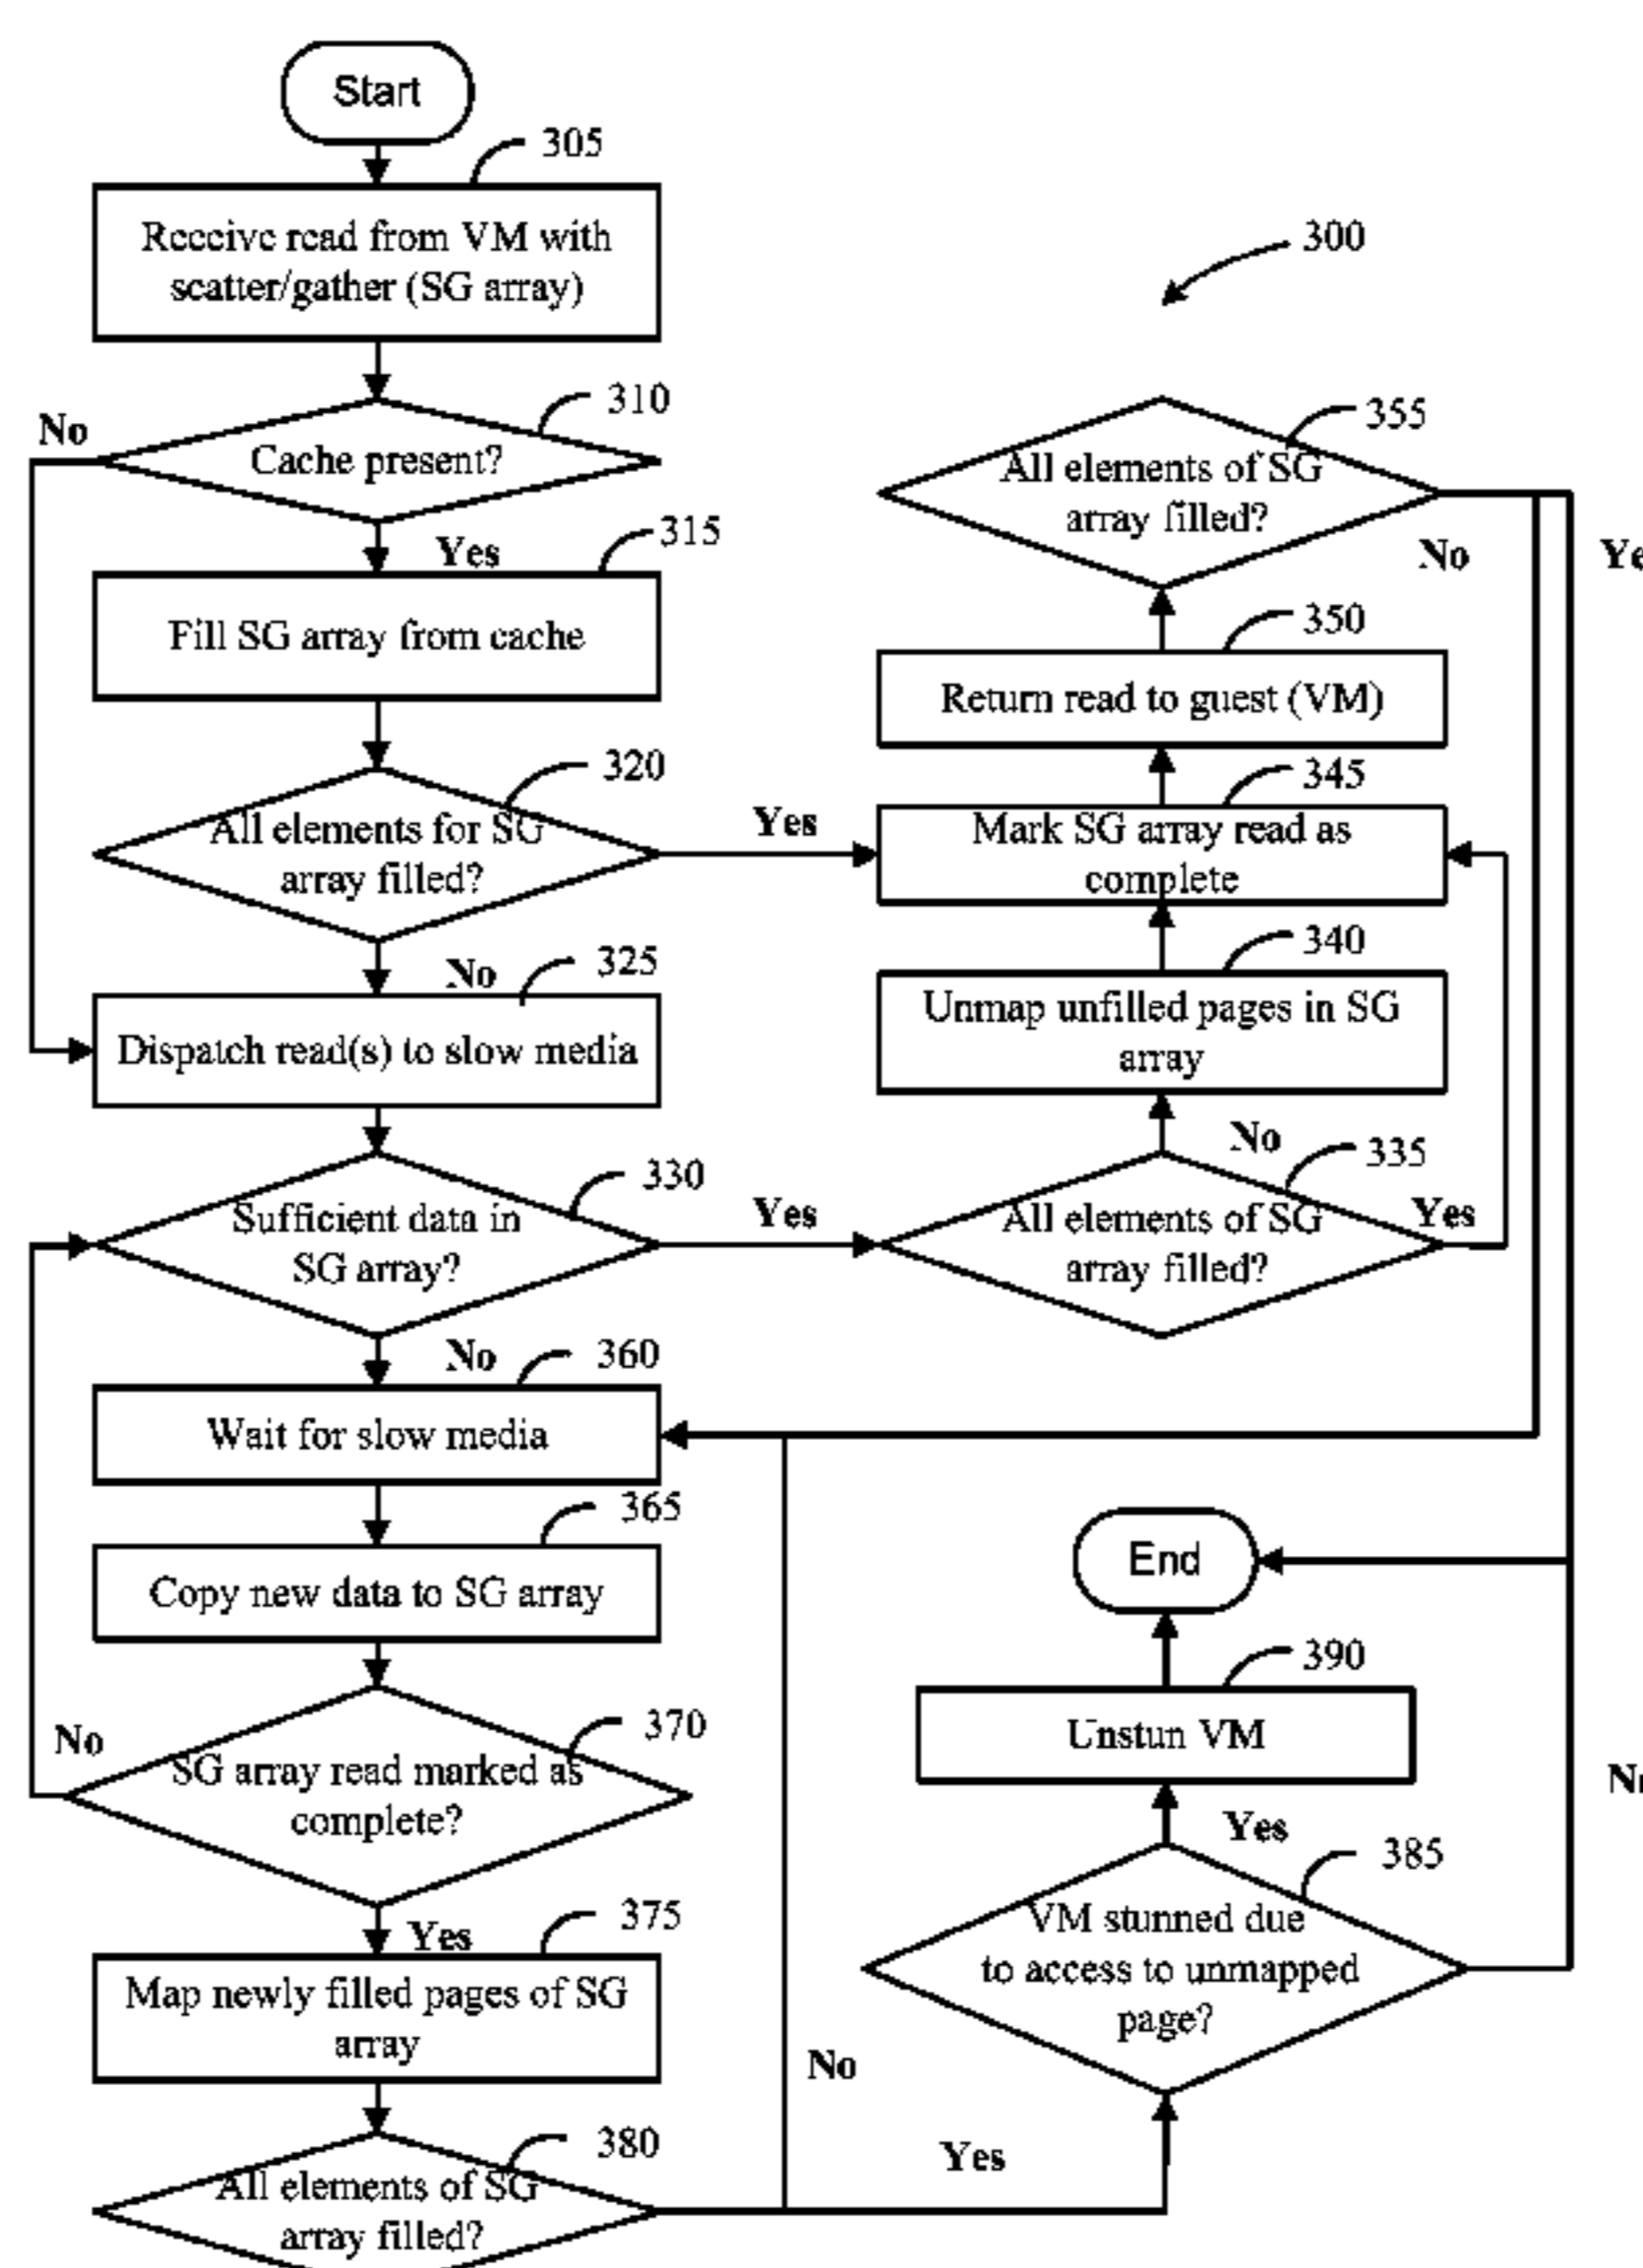 Start
305
Receive read from VM with
scatter/gather (SG array)
300
310
No
Cache present?
Yes
315
Fill SG array from cache
320
All elements for SG
array filled?
Yes
No
325
Dispatch read(s) to slow media
330
Sufficient data in
SG array?
Yes
No
360
Wait for slow media
365
Copy new data to SG array
370
No
SG array read marked as
complete?
Yes
375
Map newly filled pages of SG
array
380
All elements of SG
array filled?
No
Yes
355
All elements of SG
array filled?
No
350
Return read to guest (VM)
345
Mark SG array read as
complete
340
Unmap unfilled pages in SG
array
No
335
All elements of SG
array filled?
Yes
End
390
Unstun VM
Yes
385
VM stunned due
to access to unmapped
page?